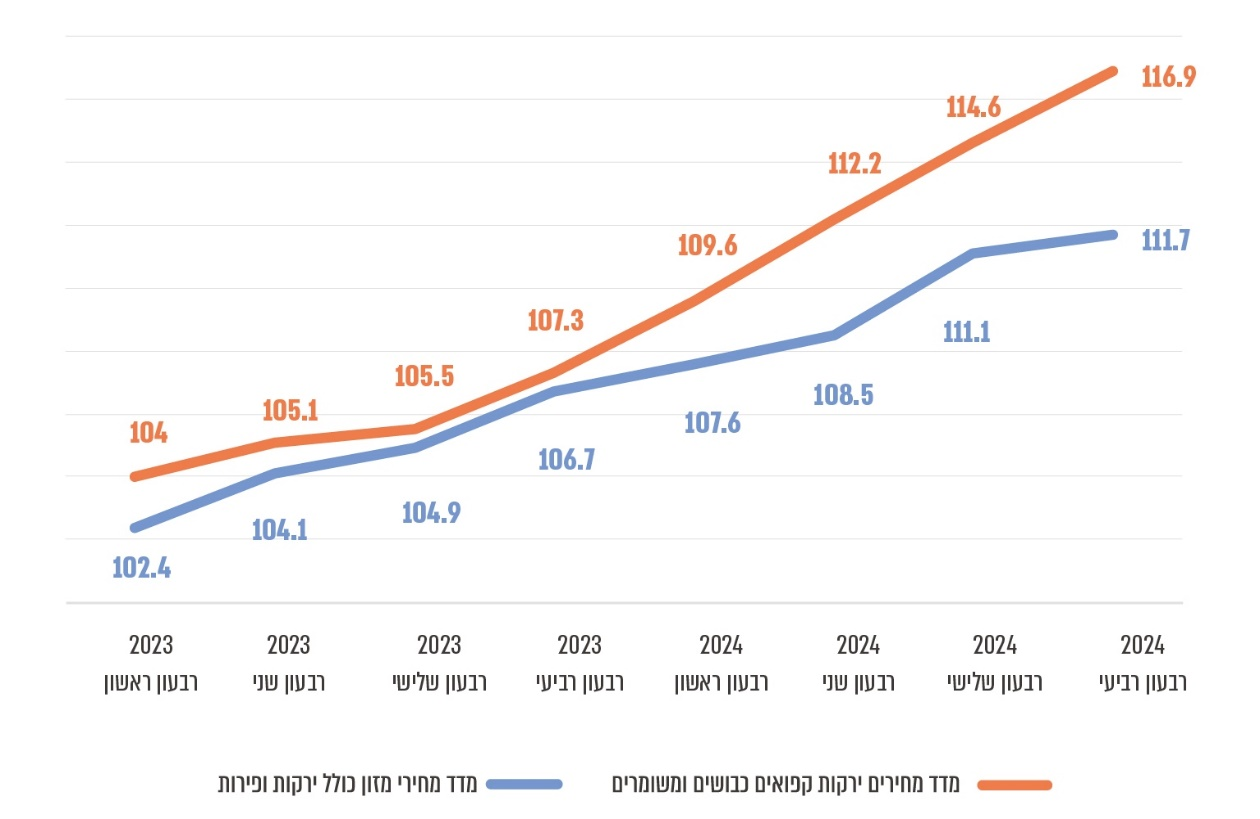 116.9
114.6
112.2
109.6
107.3
105.5
105.1
104
111.7
111.1
108.5
107.6
106.7
104.9
104.1
102.4
2023
רבעון ראשון
2023
רבעון שני
2023
רבעון שלישי
2023
רבעון רביעי
2024
רבעון ראשון
2024
רבעון שני
2024
רבעון שלישי
2024
רבעון רביעי
מדד מחירים ירקות קפואים כבושים ומשומרים
מדד מחירי מזון כולל ירקות ופירות